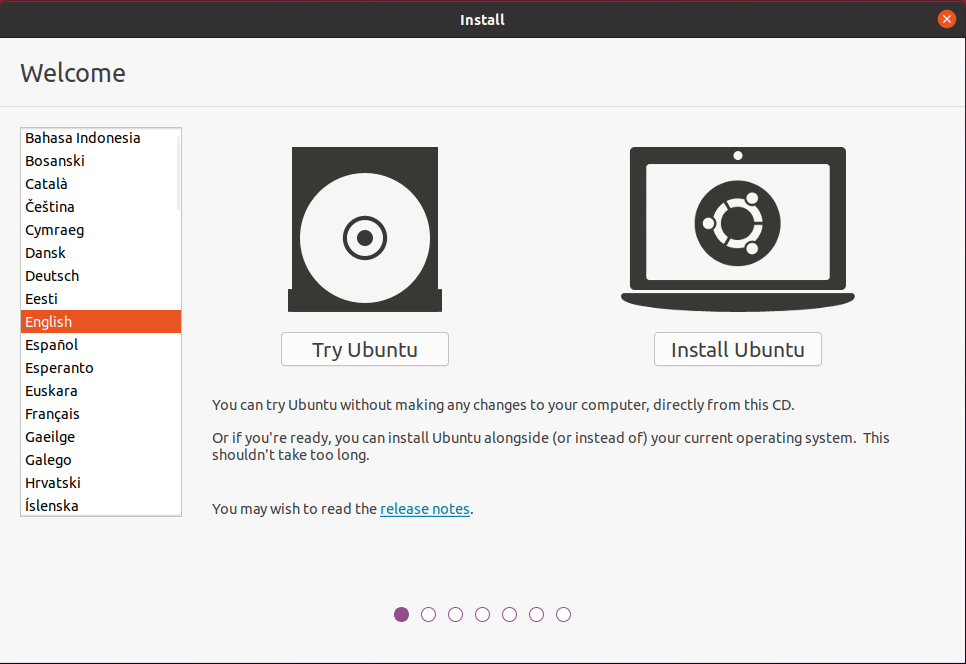 Install
Welcome
Bahasa Indonesia
Bosanski
Català
Čeština
Cymraeg
Dansk
Deutsch
Eesti
English
Español
Esperanto
Euskara
Français
Gaeilge
Galego
Hrvatski
Íslenska
Try Ubuntu
Install Ubuntu
You can try Ubuntu without making any changes to your computer, directly from this CD.
Or if you're ready, you can install Ubuntu alongside (or instead of) your current operating system.  This
shouldn't take too long.
You may wish to read the release notes.